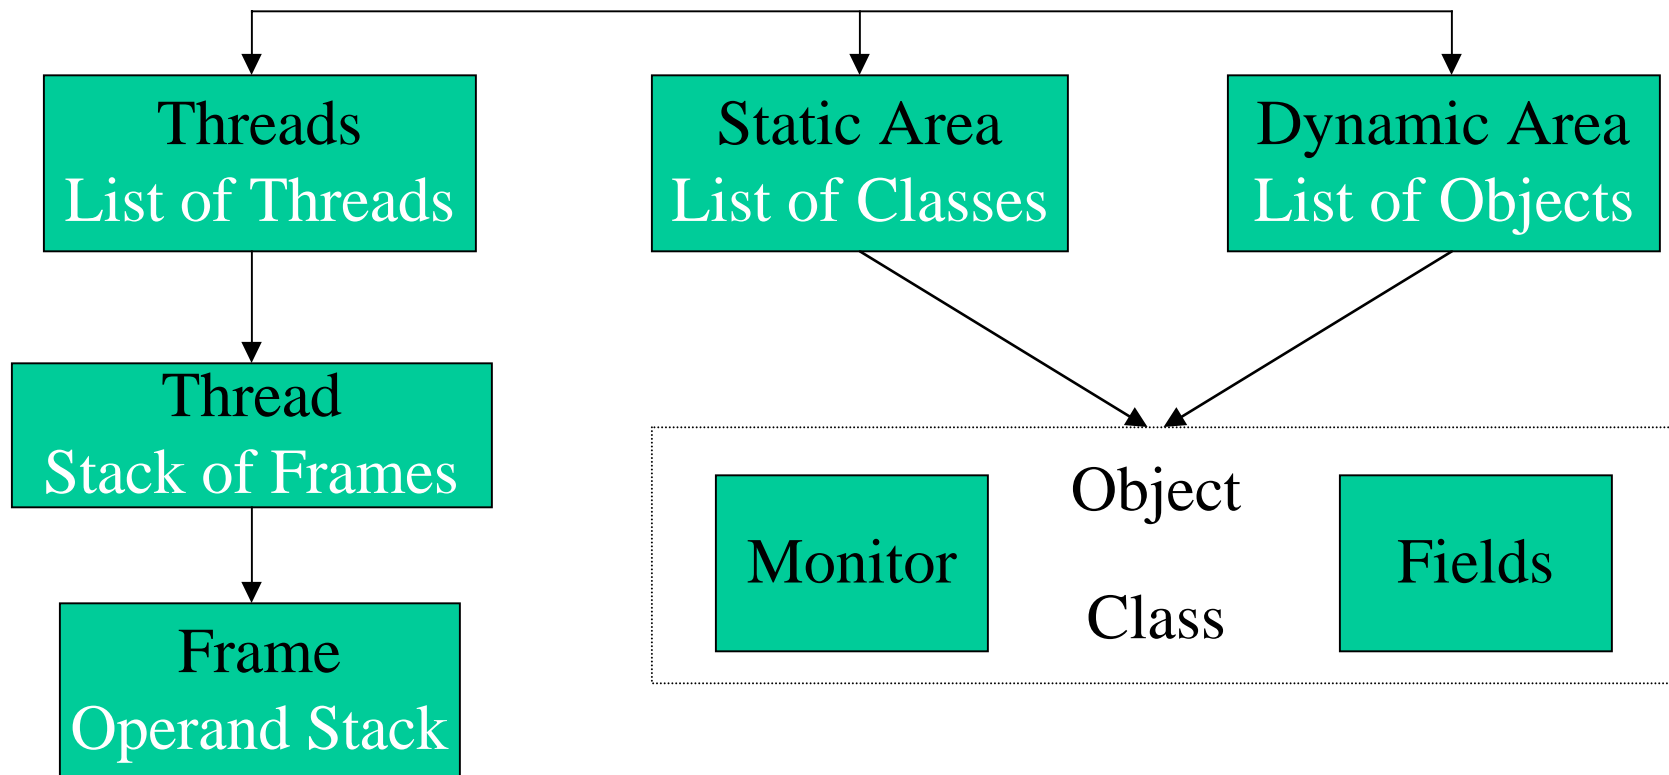 Threads
List of Threads
Static Area
List of Classes
Dynamic Area
List of Objects
Thread
Stack of Frames
Monitor
Object
Class
Fields
Frame
Operand Stack